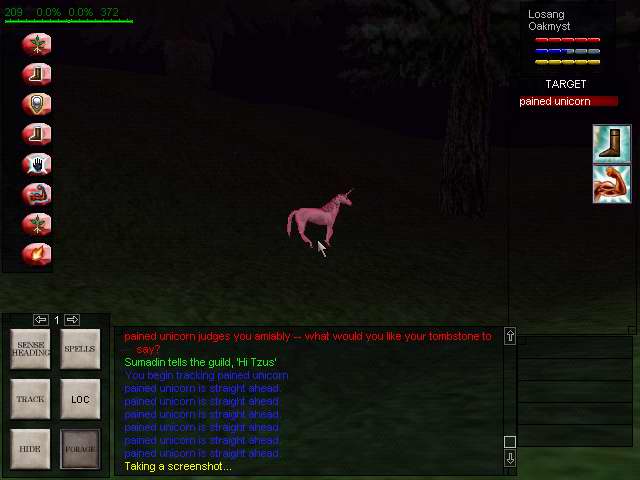 209 0.0% 0.0% 372
Losang
Oakmyst
TARGET
pained unicorn
← 1 →
SENSE
HEADING
SPELLS
TRACK
LOC
HIDE
FORAGE
pained unicorn judges you amiably -- what would you like your tombstone to
say?
Sumadin tells the guild, 'Hi Tzus'
You begin tracking pained unicorn.
pained unicorn is straight ahead.
pained unicorn is straight ahead.
pained unicorn is straight ahead.
pained unicorn is straight ahead.
pained unicorn is straight ahead.
pained unicorn is straight ahead.
Taking a screenshot...